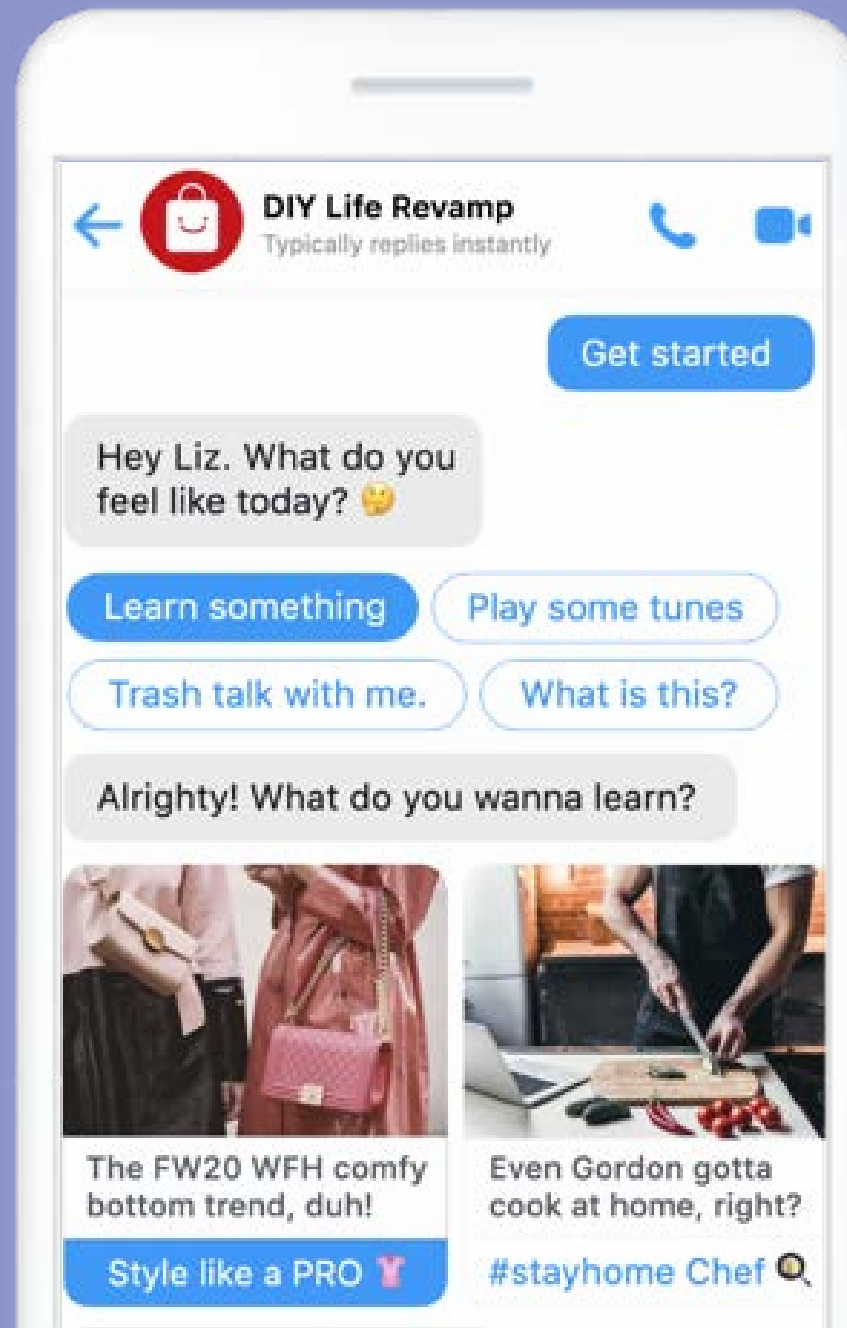 DIY Life Revamp
Typically replies instantly
Get started
Hey Liz. What do you
feel like today? 🤔
Learn something
Play some tunes
Trash talk with me.
What is this?
Alrighty! What do you wanna learn?
The FW20 WFH comfy
bottom trend, duh!
Style like a PRO 👚
Even Gordon gotta
cook at home, right?
#stayhome Chef 🍳